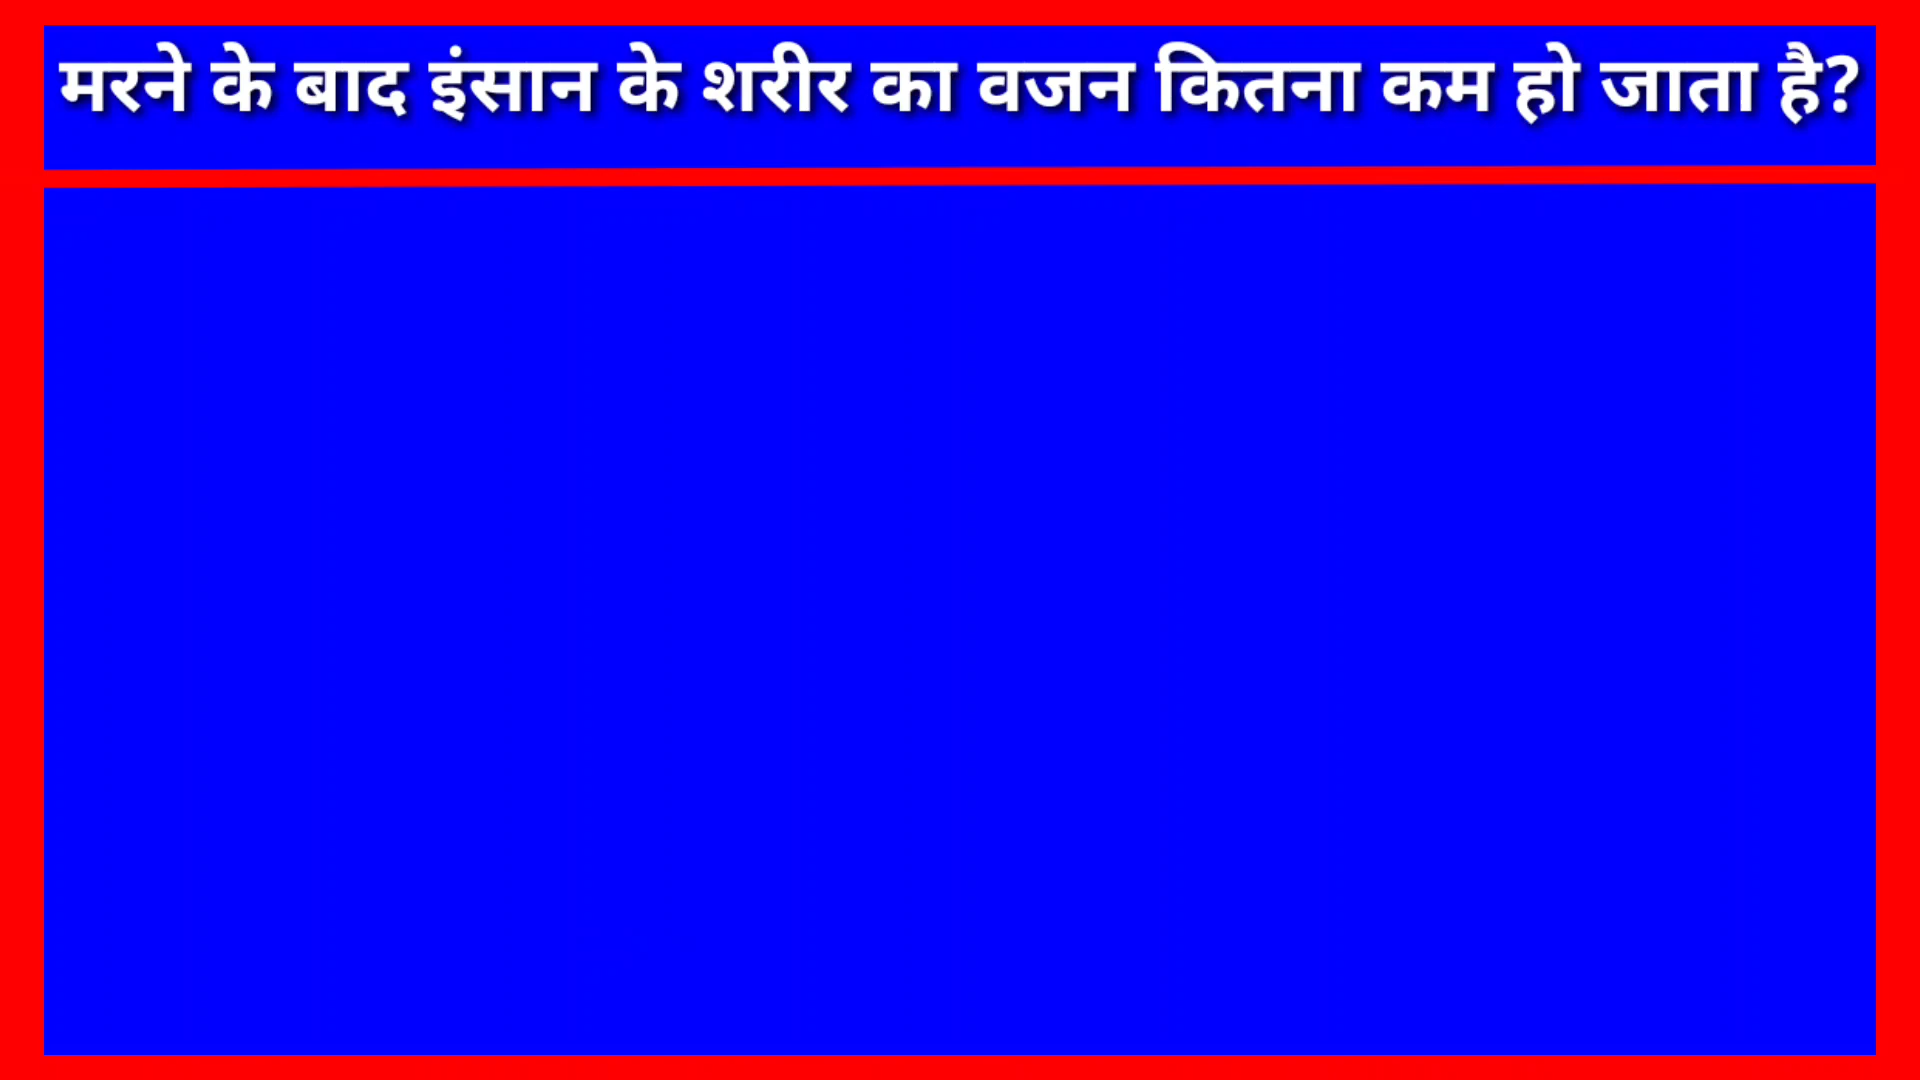 मरने के बाद इंसान के शरीर का वजन कितना कम हो जाता है?